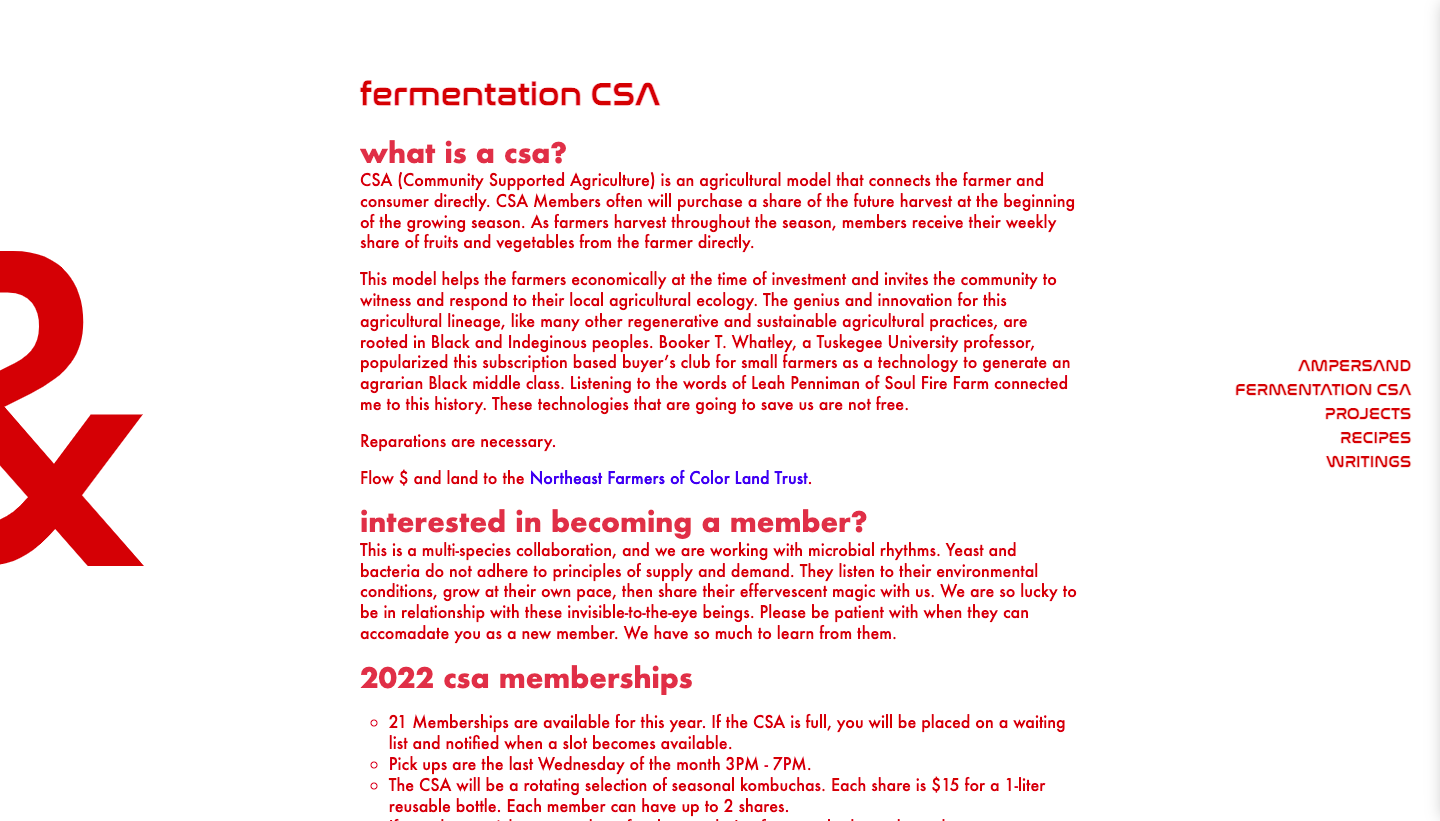 fermentation CSA
what is a csa?
CSA (Community Supported Agriculture) is an agricultural model that connects the farmer and
consumer directly. CSA Members often will purchase a share of the future harvest at the beginning
of the growing season. As farmers harvest throughout the season, members receive their weekly
share of fruits and vegetables from the farmer directly.
This model helps the farmers economically at the time of investment and invites the community to
witness and respond to their local agricultural ecology. The genius and innovation for this
agricultural lineage, like many other regenerative and sustainable agricultural practices, are
rooted in Black and Indeginous peoples. Booker T. Whatley, a Tuskegee University professor,
popularized this subscription based buyer's club for small farmers as a technology to generate an
agrarian Black middle class. Listening to the words of Leah Penniman of Soul Fire Farm connected
me to this history. These technologies that are going to save us are not free.
Reparations are necessary.
Flow $ and land to the Northeast Farmers of Color Land Trust.
interested in becoming a member?
This is a multi-species collaboration, and we are working with microbial rhythms. Yeast and
bacteria do not adhere to principles of supply and demand. They listen to their environmental
conditions, grow at their own pace, then share their effervescent magic with us. We are so lucky to
be in relationship with these invisible-to-the-eye beings. Please be patient with when they can
accomadate you as a new member. We have so much to learn from them.
2022 csa memberships
◦ 21 Memberships are available for this year. If the CSA is full, you will be placed on a waiting
list and notified when a slot becomes available.
◦ Pick ups are the last Wednesday of the month 3PM - 7PM.
◦ The CSA will be a rotating selection of seasonal kombuchas. Each share is $15 for a 1-liter
reusable bottle. Each member can have up to 2 shares.
&
AMPERSAND
FERMENTATION CSA
PROJECTS
RECIPES
WRITINGS